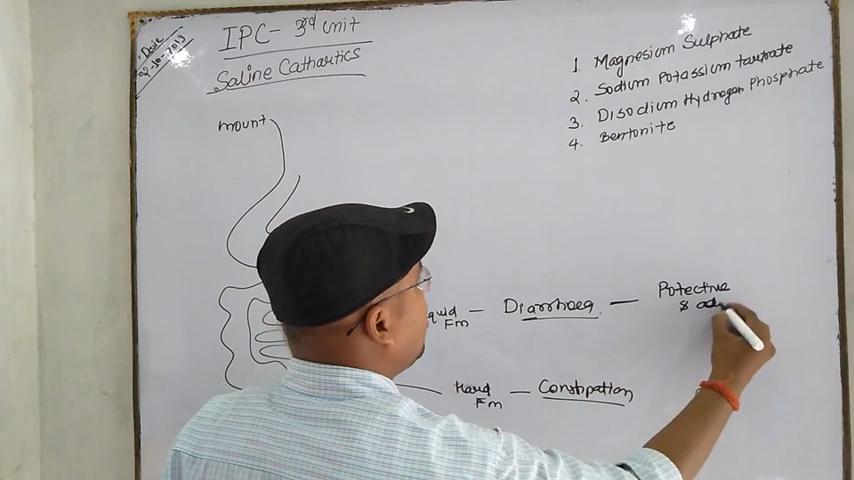 Date
IPC- 3rd unit
Saline Cathartics
1. Magnesium Sulphate
2. Sodium Potassium tartrate
3. Disodium Hydrogen Phosphate
4. Bentonite
mount
quid Fm — Diarrhoea — Potective
&
Hard Fm — Constipation